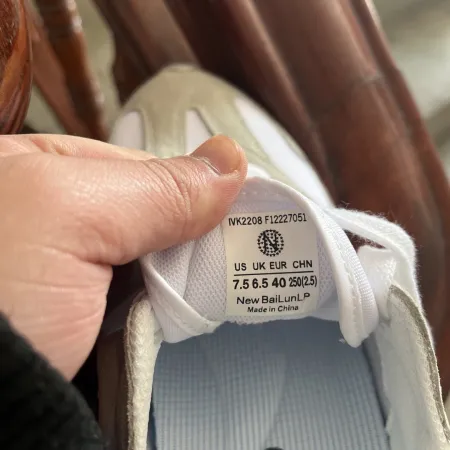 IVK2208 F12227051
N
US UK EUR CHN
7.5 6.5 40 250(2.5)
New BaiLunLP
Made in China